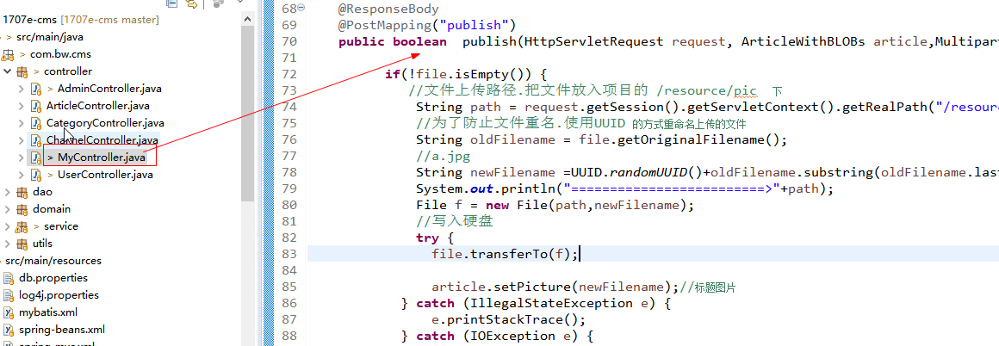 1707e-cms [1707e-cms master]
> src/main/java
> com.bw.cms
> controller
> AdminController.java
> ArticleController.java
> CategoryController.java
> ChannelController.java
> MyController.java
> UserController.java
dao
domain
> service
utils
src/main/resources
db.properties
log4j.properties
mybatis.xml
spring-beans.xml
68 @ResponseBody
69 @PostMapping("publish")
70 public boolean publish(HttpServletRequest request, ArticleWithBLOBs article,Multipar
71
72 if(!file.isEmpty()) {
73 //文件上传路径.把文件放入项目的 /resource/pic 下
74 String path = request.getSession().getServletContext().getRealPath("/resour
75 //为了防止文件重名.使用UUID 的方式重命名上传的文件
76 String oldFilename = file.getOriginalFilename();
77 //a.jpg
78 String newFilename =UUID.randomUUID()+oldFilename.substring(oldFilename.last
79 System.out.println("=========================>"+path);
80 File f = new File(path,newFilename);
81 //写入硬盘
82 try {
83 file.transferTo(f);
84
85 article.setPicture(newFilename);//标题图片
86 } catch (IllegalStateException e) {
87 e.printStackTrace();
88 } catch (IOException e) {